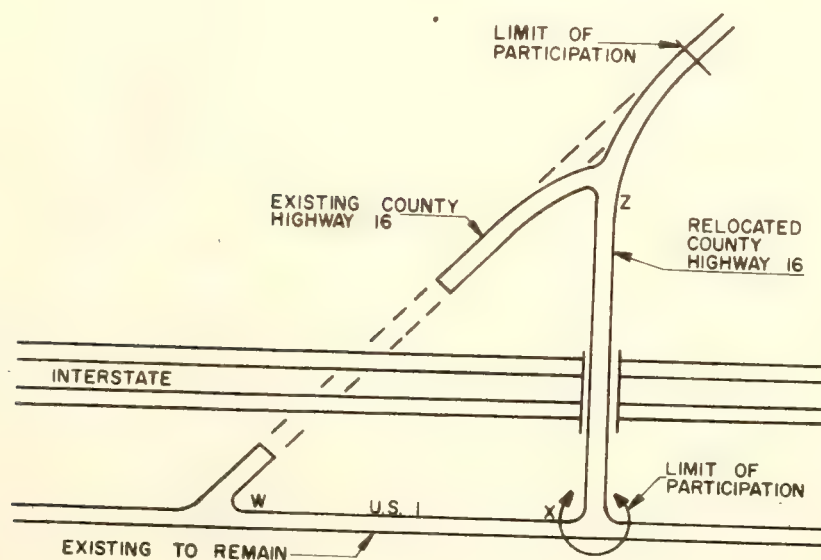 LIMIT OF
PARTICIPATION
EXISTING COUNTY
HIGHWAY 16
Z
RELOCATED
COUNTY
HIGHWAY 16
INTERSTATE
W
U.S. 1
X
LIMIT OF
PARTICIPATION
EXISTING TO REMAIN